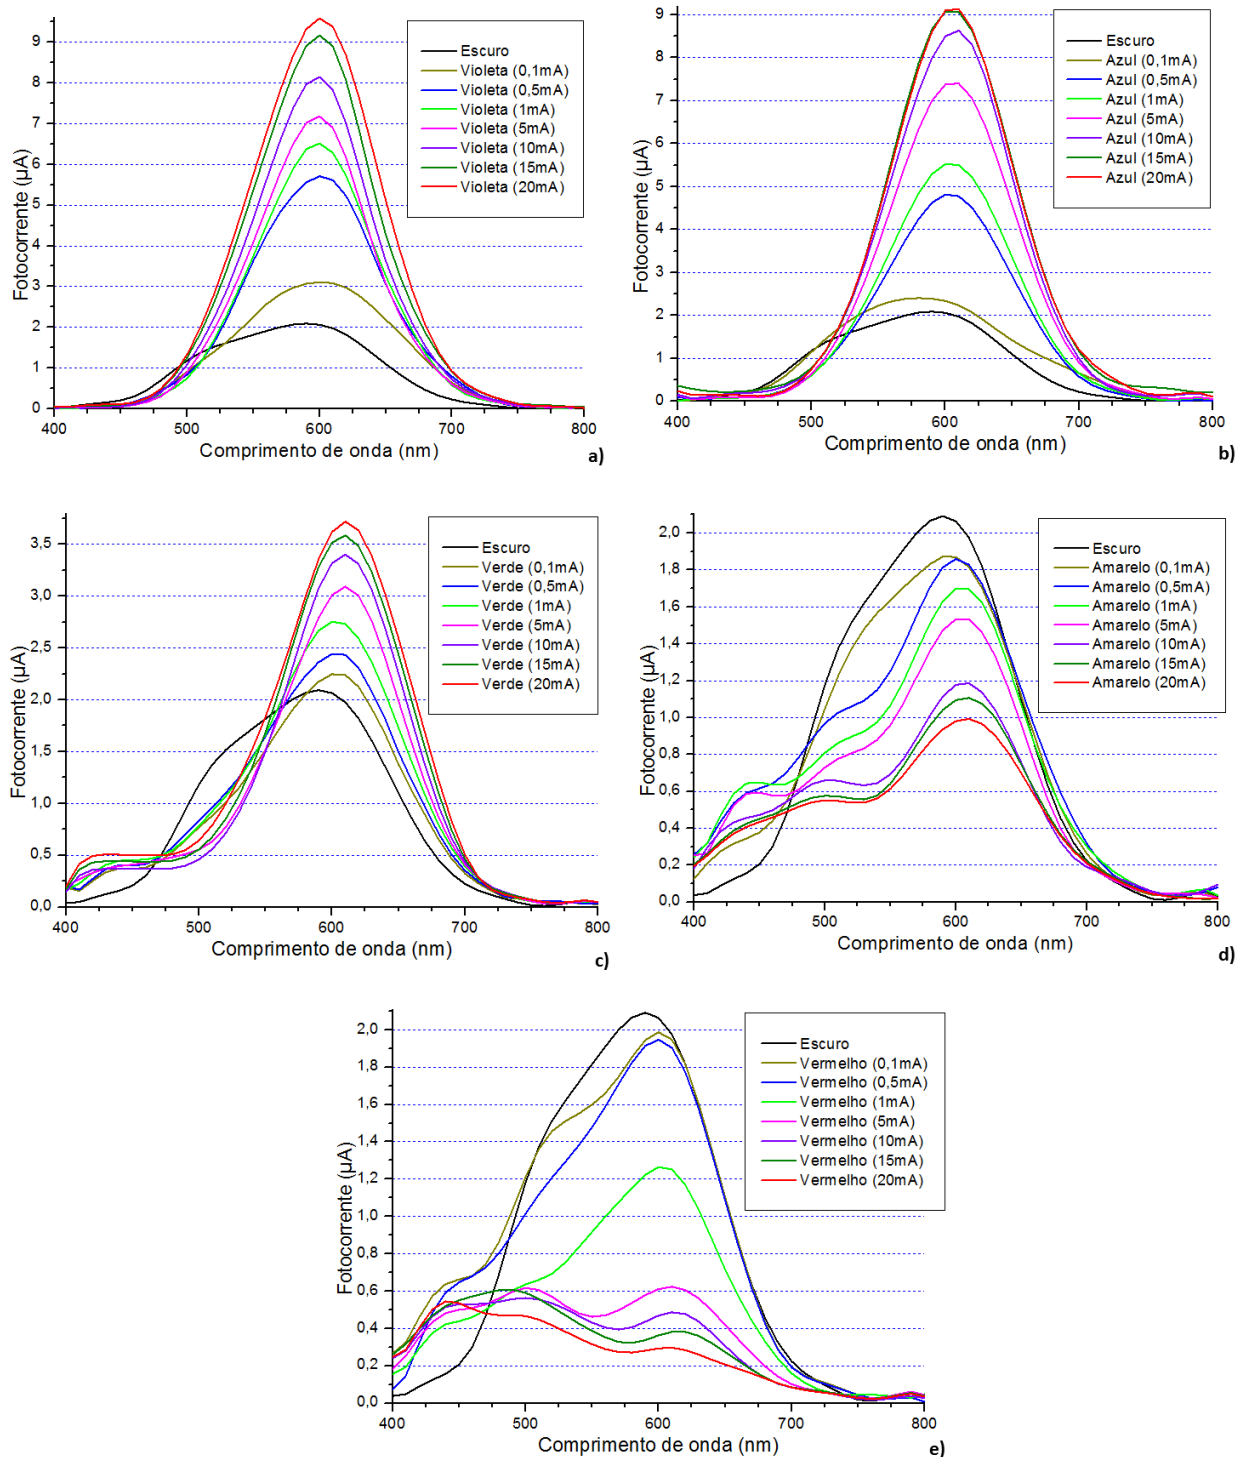 Fotocorrente (µA)
9
8
7
6
5
4
3
2
1
0
400
500
600
700
800
Comprimento de onda (nm)
Escuro
Violeta (0,1mA)
Violeta (0,5mA)
Violeta (1mA)
Violeta (5mA)
Violeta (10mA)
Violeta (15mA)
Violeta (20mA)
a)
Fotocorrente (µA)
9
8
7
6
5
4
3
2
1
0
400
500
600
700
800
Comprimento de onda (nm)
Escuro
Azul (0,1mA)
Azul (0,5mA)
Azul (1mA)
Azul (5mA)
Azul (10mA)
Azul (15mA)
Azul (20mA)
b)
Fotocorrente (µA)
3,5
3,0
2,5
2,0
1,5
1,0
0,5
0,0
400
500
600
700
800
Comprimento de onda (nm)
Escuro
Verde (0,1mA)
Verde (0,5mA)
Verde (1mA)
Verde (5mA)
Verde (10mA)
Verde (15mA)
Verde (20mA)
c)
Fotocorrente (µA)
2,0
1,8
1,6
1,4
1,2
1,0
0,8
0,6
0,4
0,2
0,0
400
500
600
700
800
Comprimento de onda (nm)
Escuro
Amarelo (0,1mA)
Amarelo (0,5mA)
Amarelo (1mA)
Amarelo (5mA)
Amarelo (10mA)
Amarelo (15mA)
Amarelo (20mA)
d)
Fotocorrente (µA)
2,0
1,8
1,6
1,4
1,2
1,0
0,8
0,6
0,4
0,2
0,0
400
500
600
700
800
Comprimento de onda (nm)
Escuro
Vermelho (0,1mA)
Vermelho (0,5mA)
Vermelho (1mA)
Vermelho (5mA)
Vermelho (10mA)
Vermelho (15mA)
Vermelho (20mA)
e)